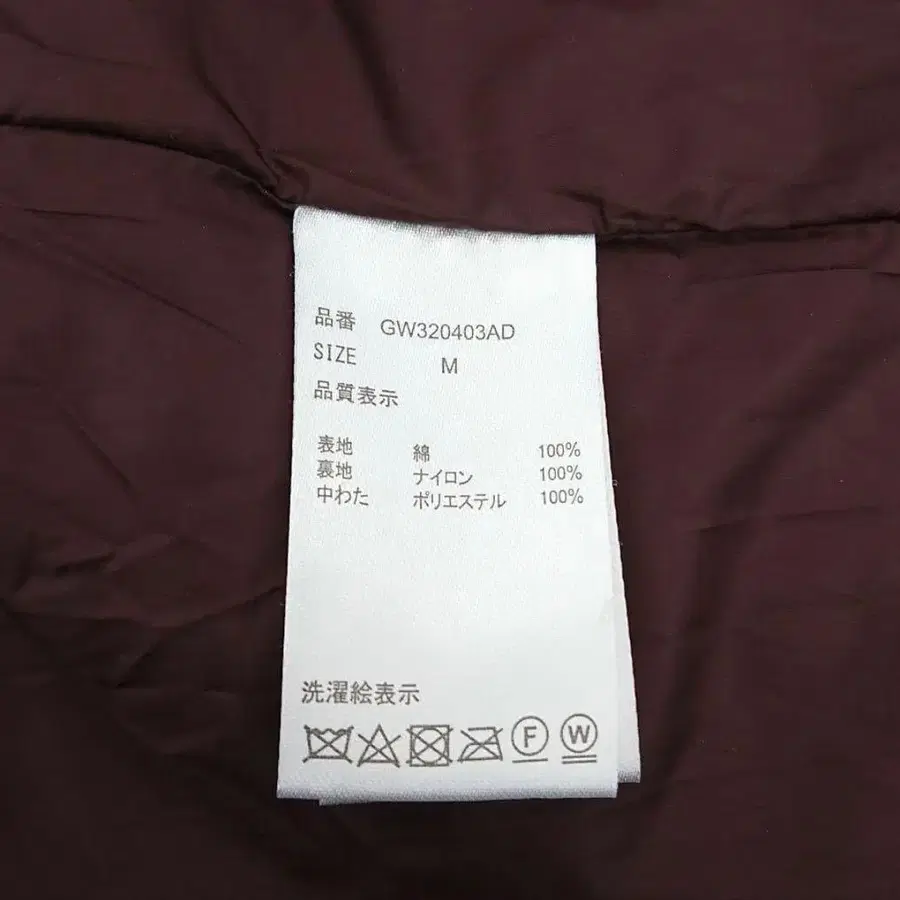 品番 GW320403AD
SIZE M
品質表示
表地 綿 100%
裏地 ナイロン 100%
中わた ポリエステル 100%
洗濯絵表示
F W